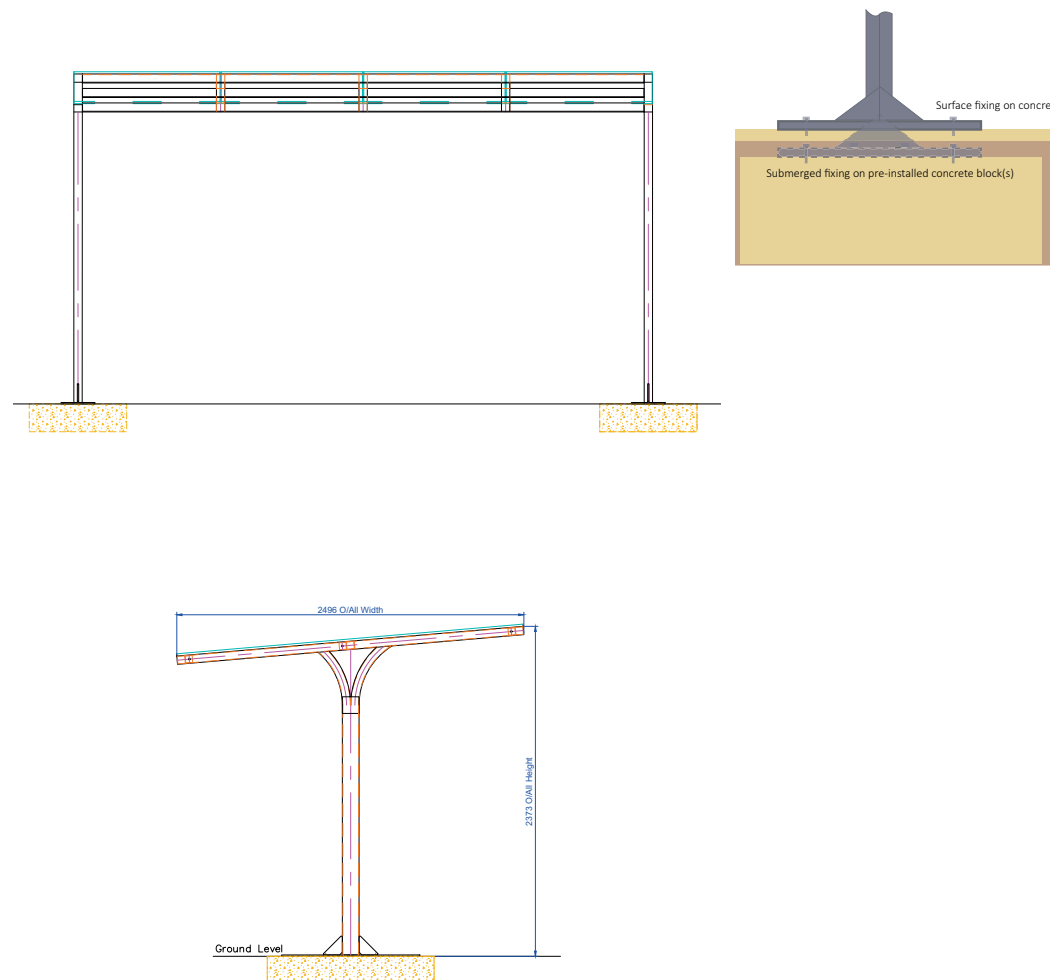 Surface fixing on concre
Submerged fixing on pre-installed concrete block(s)
2496 O/All Width
2373 O/All Height
Ground Level